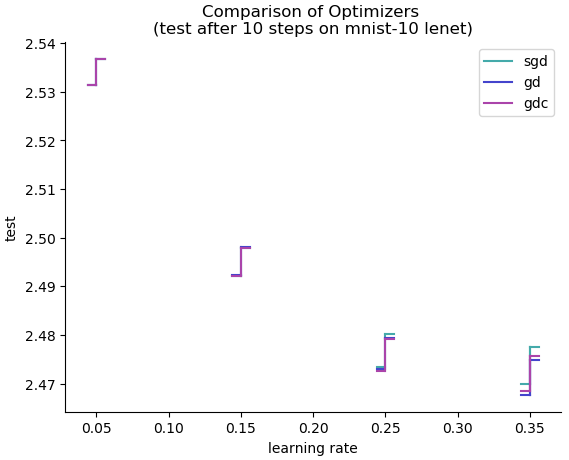 Comparison of Optimizers
(test after 10 steps on mnist-10 lenet)
sgd
gd
gdc
2.54
2.53
2.52
2.51
2.50
2.49
2.48
2.47
test
0.05 0.10 0.15 0.20 0.25 0.30 0.35
learning rate